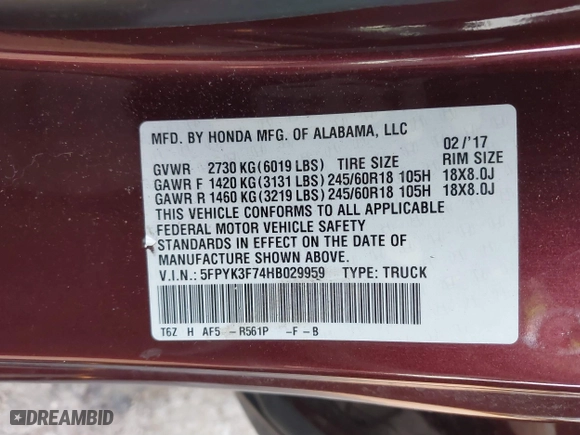 MFD. BY HONDA MFG. OF ALABAMA, LLC 02/'17
GVWR 2730 KG(6019 LBS) TIRE SIZE RIM SIZE
GAWR F 1420 KG(3131 LBS) 245/60R18 105H 18X8.0J
GAWR R 1460 KG(3219 LBS) 245/60R18 105H 18X8.0J
THIS VEHICLE CONFORMS TO ALL APPLICABLE
FEDERAL MOTOR VEHICLE SAFETY
STANDARDS IN EFFECT ON THE DATE OF
MANUFACTURE SHOWN ABOVE.
V.I.N.: 5FPYK3F74HB029959 TYPE: TRUCK
T6Z H AF5 -R561P -F-B
DREAMBID